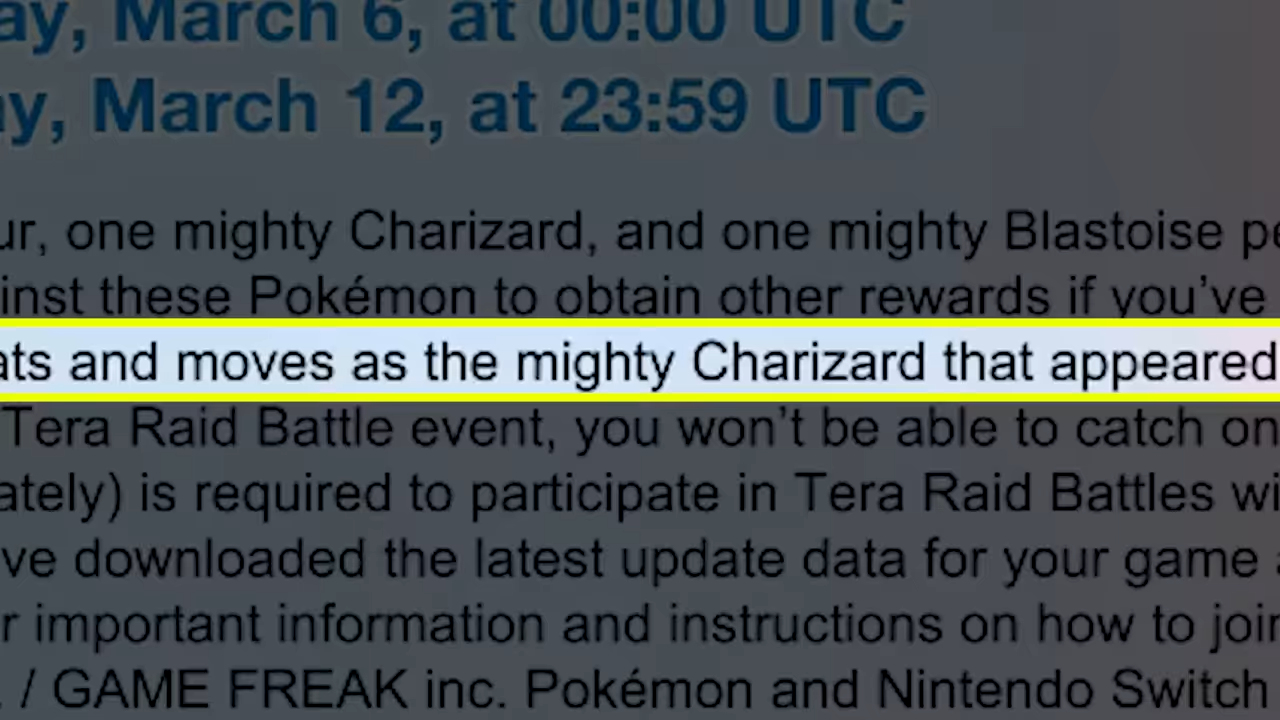 ay, March 6, at 00:00 UTC
ay, March 12, at 23:59 UTC
ur, one mighty Charizard, and one mighty Blastoise pe
inst these Pokémon to obtain other rewards if you've
ats and moves as the mighty Charizard that appeared
Tera Raid Battle event, you won't be able to catch on
ately) is required to participate in Tera Raid Battles wi
ve downloaded the latest update data for your game a
r important information and instructions on how to join
. / GAME FREAK inc. Pokémon and Nintendo Switch